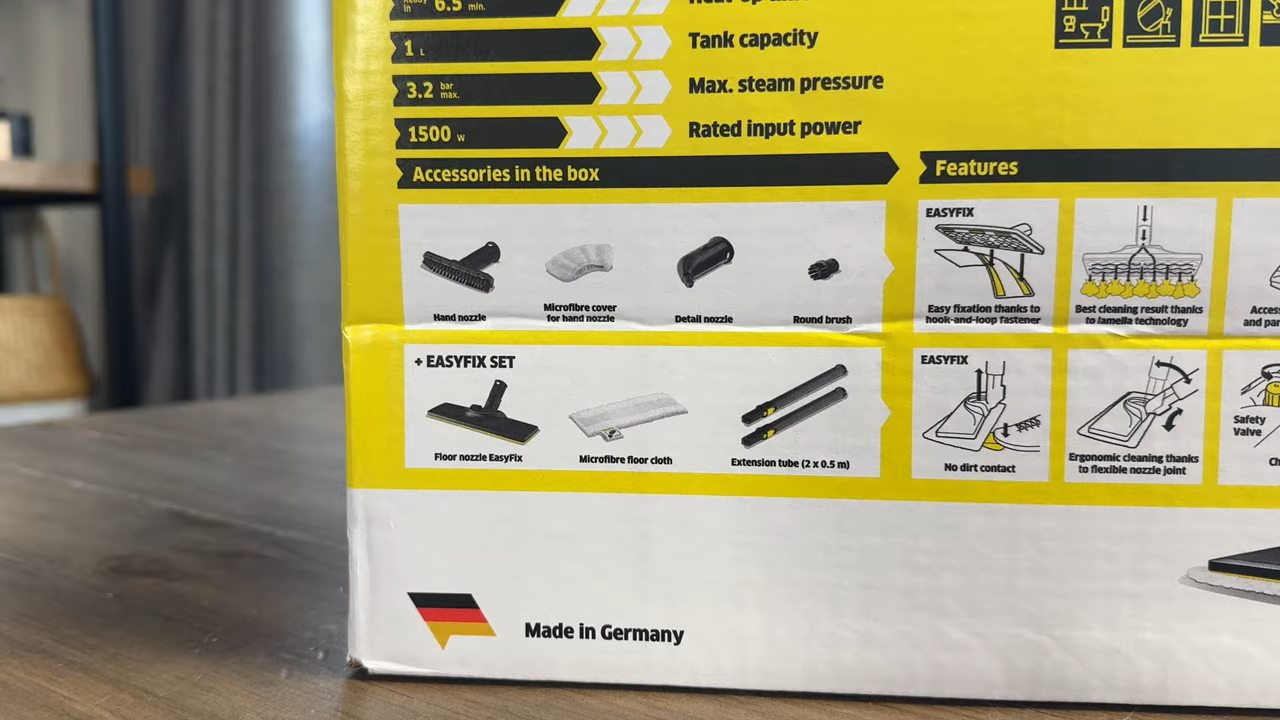 Ready
in 6.5 min.
1 L
Tank capacity
3.2 bar max.
Max. steam pressure
1500 W
Rated input power
Accessories in the box
Features
Hand nozzle
Microfibre cover
for hand nozzle
Detail nozzle
Round brush
EASYFIX
Easy fixation thanks to
hook-and-loop fastener
Best cleaning result thanks
to lamella technology
and par
+ EASYFIX SET
Floor nozzle EasyFix
Microfibre floor cloth
Extension tube (2 x 0.5 m)
EASYFIX
No dirt contact
Ergonomic cleaning thanks
to flexible nozzle joint
Safety
Valve
Made in Germany